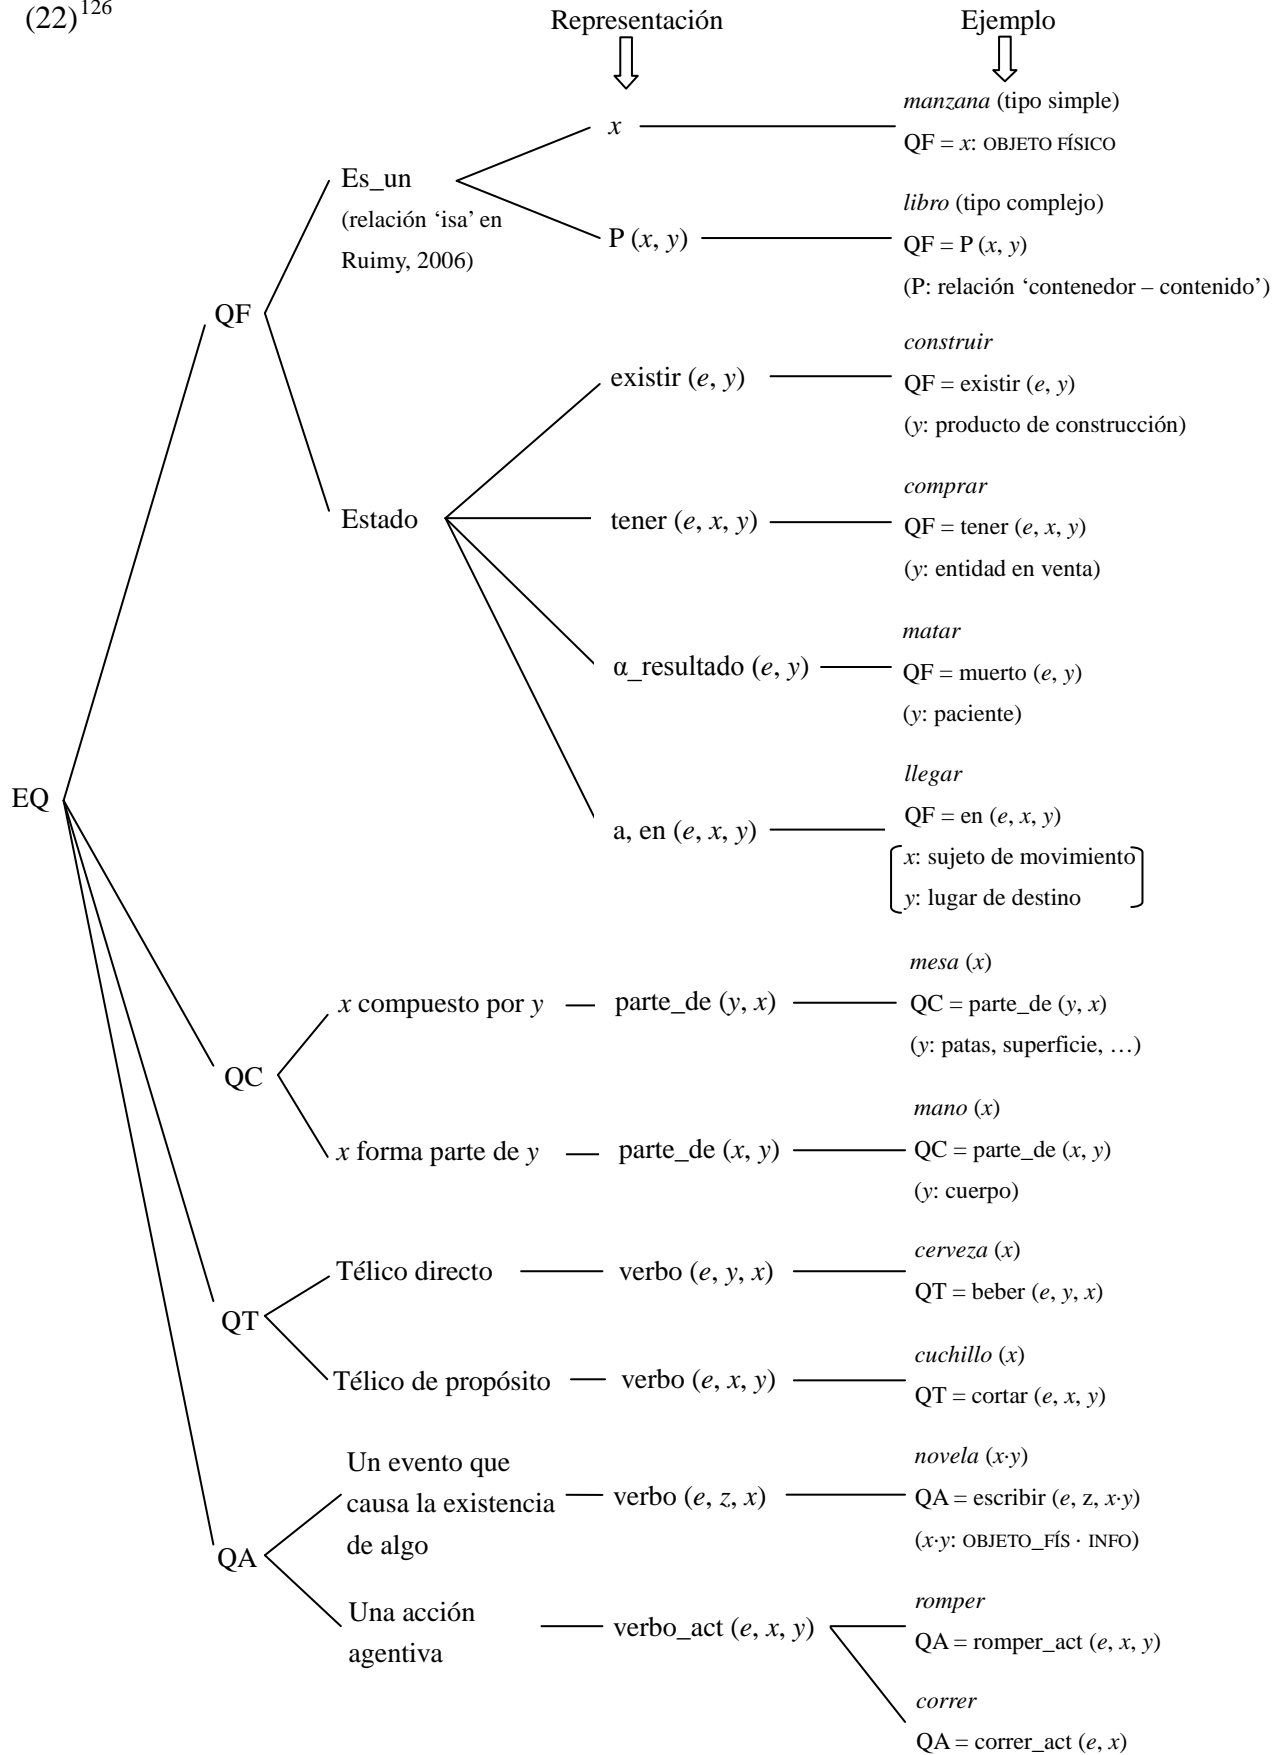 (22)126
Representación
Ejemplo
x
manzana (tipo simple)
QF = x: OBJETO FÍSICO
Es_un
(relación ‘isa’ en
Ruimy, 2006)
P (x, y)
libro (tipo complejo)
QF = P (x, y)
(P: relación ‘contenedor – contenido’)
QF
existir (e, y)
construir
QF = existir (e, y)
(y: producto de construcción)
Estado
tener (e, x, y)
comprar
QF = tener (e, x, y)
(y: entidad en venta)
α_resultado (e, y)
matar
QF = muerto (e, y)
(y: paciente)
EQ
a, en (e, x, y)
llegar
QF = en (e, x, y)
x: sujeto de movimiento
y: lugar de destino
x compuesto por y
parte_de (y, x)
mesa (x)
QC = parte_de (y, x)
(y: patas, superficie, …)
QC
x forma parte de y
parte_de (x, y)
mano (x)
QC = parte_de (x, y)
(y: cuerpo)
Télico directo
verbo (e, y, x)
cerveza (x)
QT = beber (e, y, x)
QT
Télico de propósito
verbo (e, x, y)
cuchillo (x)
QT = cortar (e, x, y)
Un evento que
causa la existencia
de algo
verbo (e, z, x)
novela (x·y)
QA = escribir (e, z, x·y)
(x·y: OBJETO_FÍS · INFO)
QA
Una acción
agentiva
verbo_act (e, x, y)
romper
QA = romper_act (e, x, y)
correr
QA = correr_act (e, x)